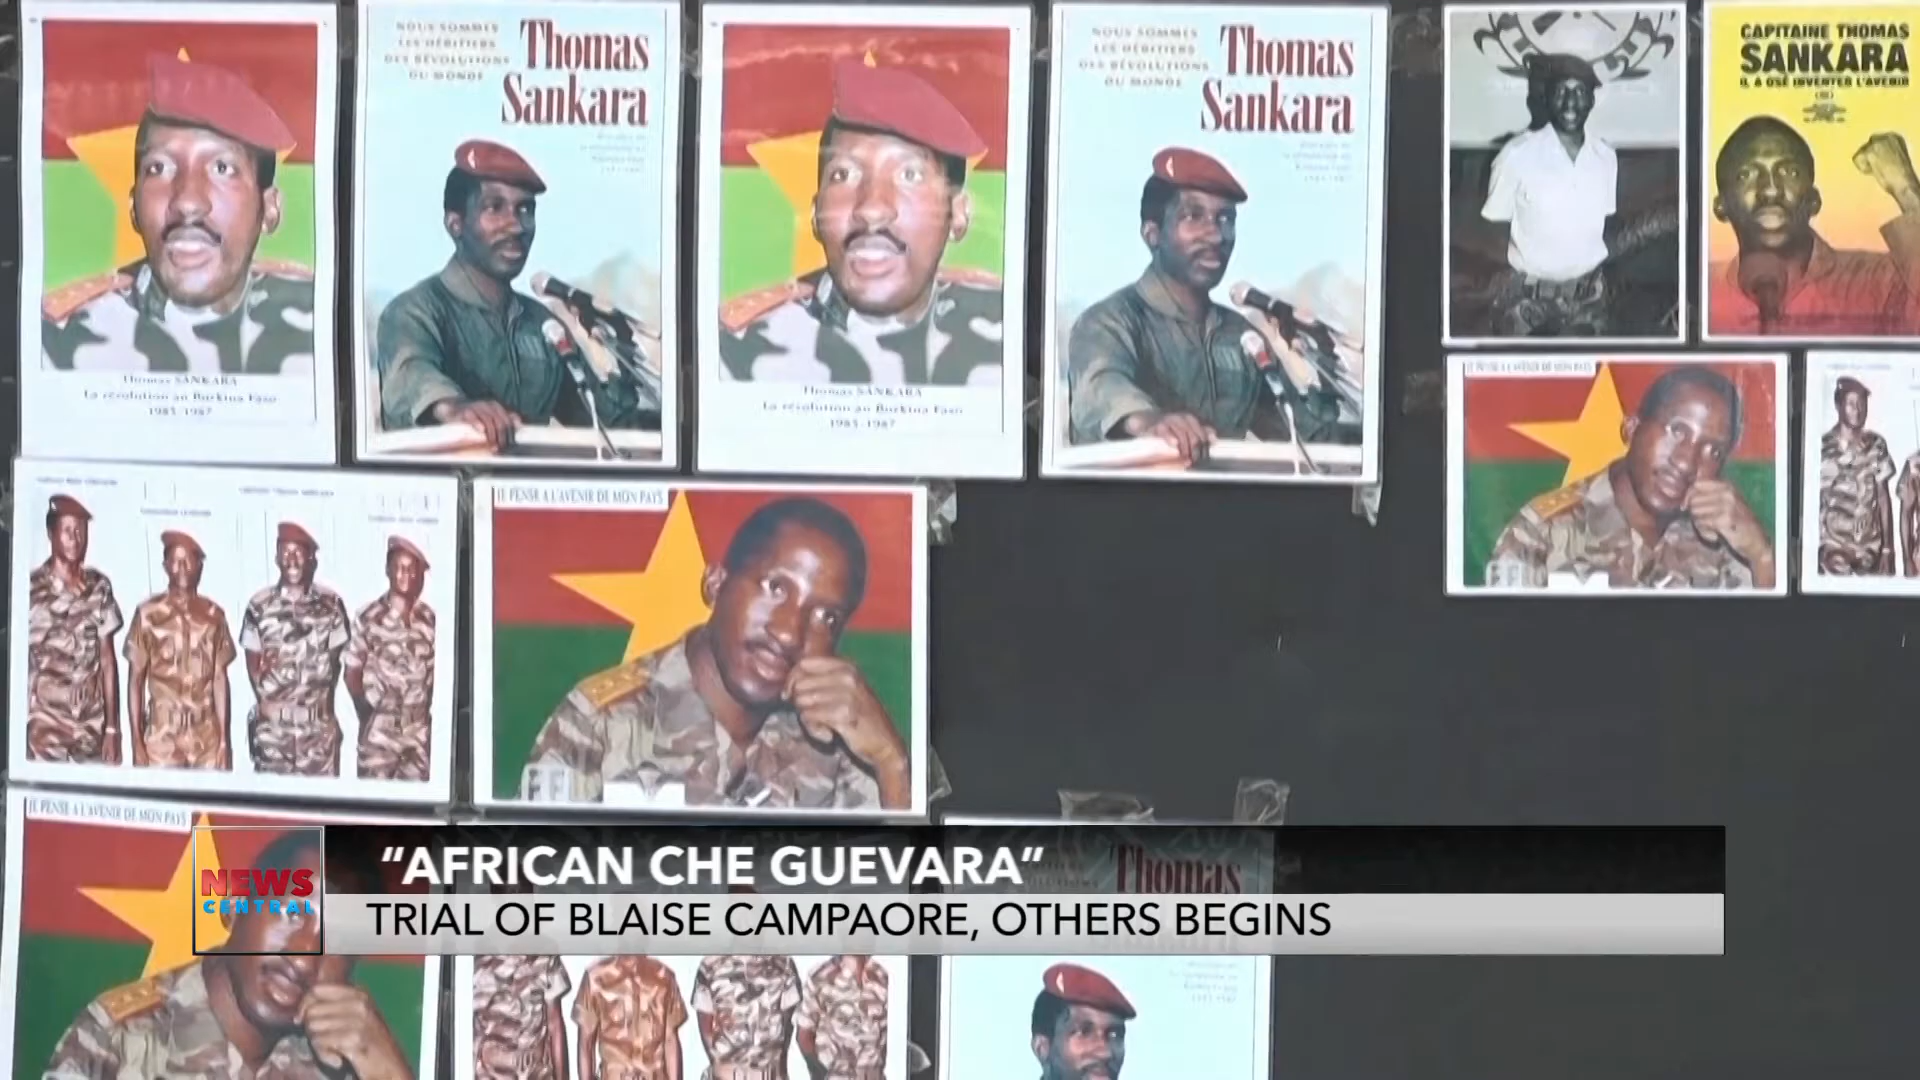 NOUS SOMMES
LES HÉRITIERS
DES RÉVOLUTIONS
DU MONDE
Thomas
Sankara
1983-1987
Thomas SANKARA
La révolution au Burkina Faso
1983-1987
NOUS SOMMES
LES HÉRITIERS
DES RÉVOLUTIONS
DU MONDE
Thomas
Sankara
Thomas SANKARA
La révolution au Burkina Faso
1983-1987
CAPITAINE THOMAS
SANKARA
IL A OSÉ INVENTER L'AVENIR
JE PENSE A L'AVENIR DE MON PAYS
JE PENSE A L'AVENIR DE MON PAYS
JE PENSE A L'AVENIR DE MON PAYS
Thomas
NEWS
CENTRAL
“AFRICAN CHE GUEVARA“
TRIAL OF BLAISE CAMPAORE, OTHERS BEGINS